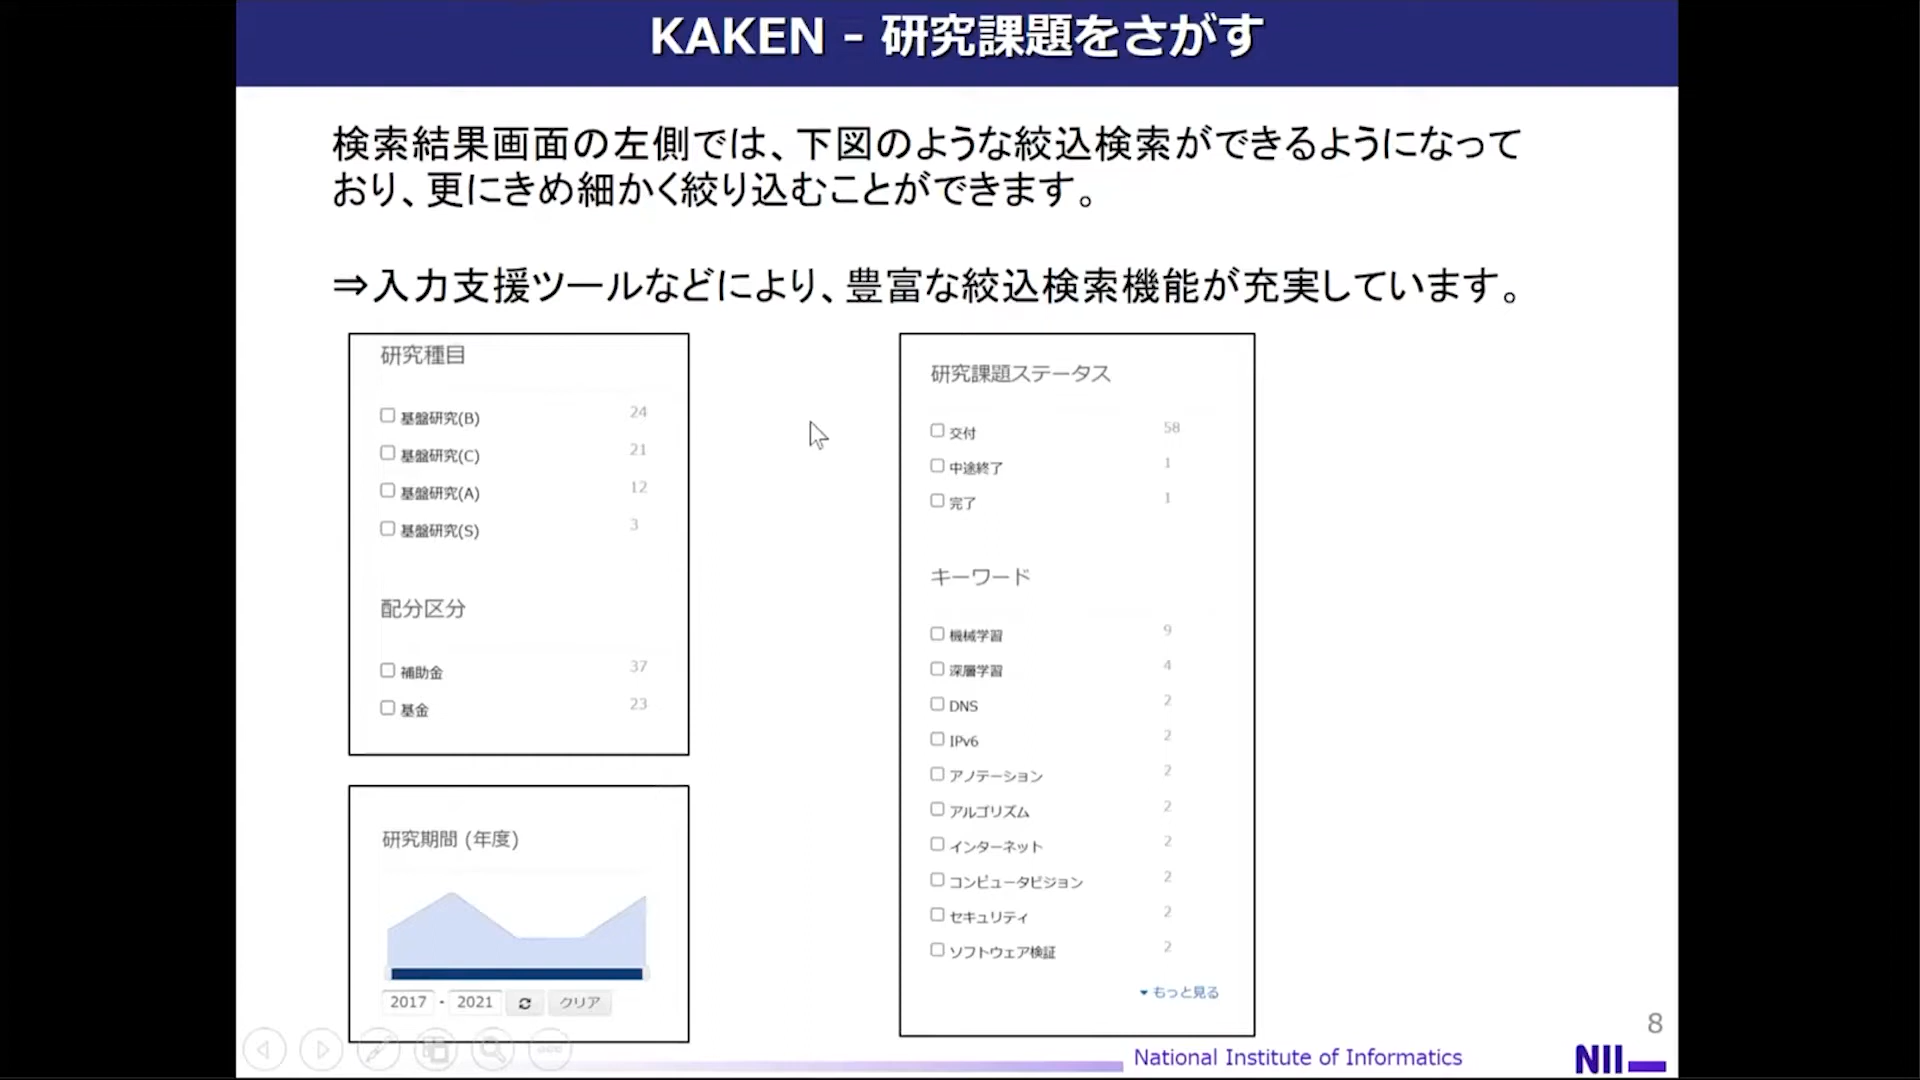 KAKEN - 研究課題をさがす
検索結果画面の左側では、下図のような絞込検索ができるようになって
おり、更にきめ細かく絞り込むことができます。
⇒入力支援ツールなどにより、豊富な絞込検索機能が充実しています。
研究種目
基盤研究(B) 24
基盤研究(C) 21
基盤研究(A) 12
基盤研究(S) 3
配分区分
補助金 37
基金 23
研究期間 (年度)
2017 - 2021 クリア
研究課題ステータス
交付 58
中途終了 1
完了 1
キーワード
機械学習 9
深層学習 4
DNS 2
IPv6 2
アノテーション 2
アルゴリズム 2
インターネット 2
コンピュータビジョン 2
セキュリティ 2
ソフトウェア検証 2
もっと見る
8
National Institute of Informatics
NII